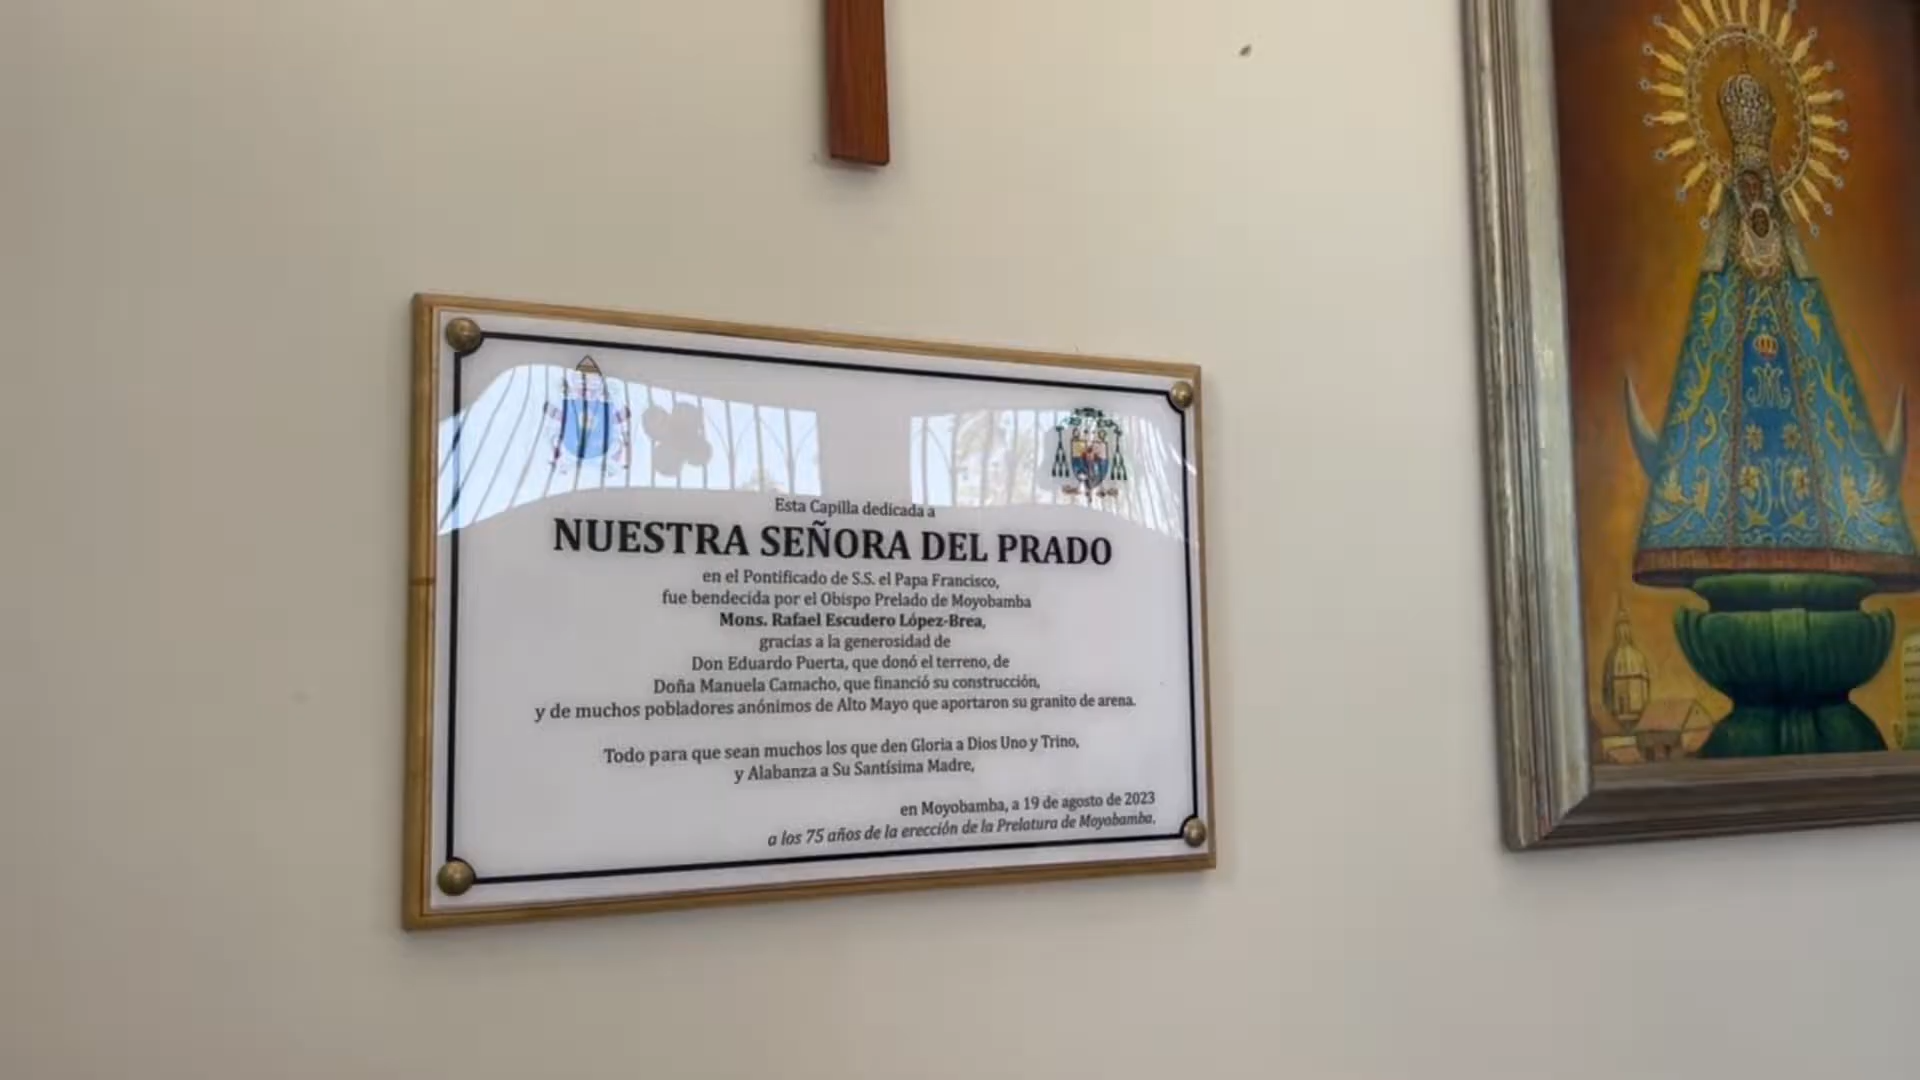 Esta Capilla dedicada a
NUESTRA SEÑORA DEL PRADO
en el Pontificado de S.S. el Papa Francisco,
fue bendecida por el Obispo Prelado de Moyobamba
Mons. Rafael Escudero López-Brea,
gracias a la generosidad de
Don Eduardo Puerta, que donó el terreno, de
Doña Manuela Camacho, que financió su construcción,
y de muchos pobladores anónimos de Alto Mayo que aportaron su granito de arena.
Todo para que sean muchos los que den Gloria a Dios Uno y Trino,
y Alabanza a Su Santísima Madre,
en Moyobamba, a 19 de agosto de 2023
a los 75 años de la erección de la Prelatura de Moyobamba.